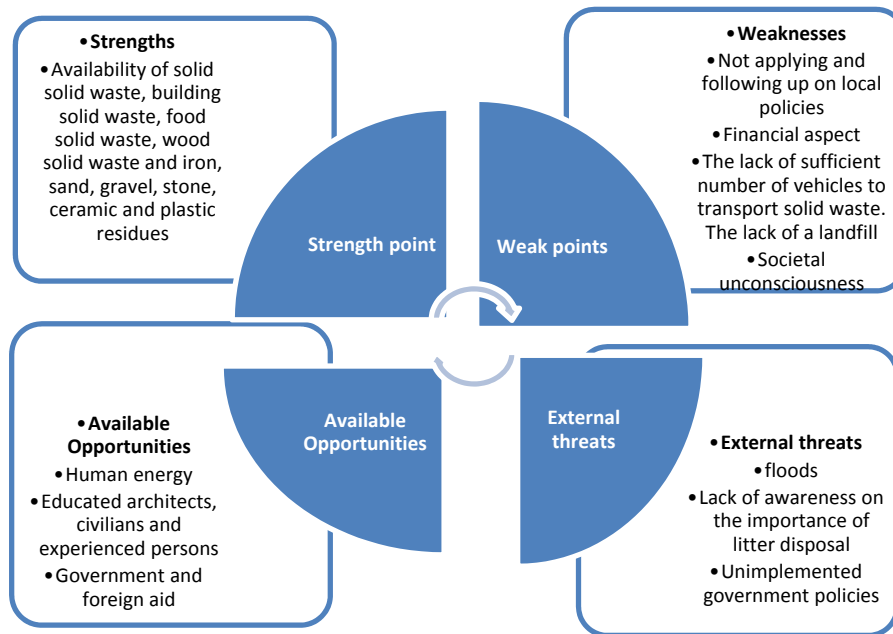 •Strengths
•Availability of solid
solid waste, building
solid waste, food
solid waste, wood
solid waste and iron,
sand, gravel, stone,
ceramic and plastic
residues
•Weaknesses
•Not applying and
following up on local
policies
•Financial aspect
•The lack of sufficient
number of vehicles to
transport solid waste.
The lack of a landfill
•Societal
unconsciousness
Strength point
Weak points
Available
Opportunities
External
threats
•Available
Opportunities
•Human energy
•Educated architects,
civilians and
experienced persons
•Government and
foreign aid
•External threats
•floods
•Lack of awareness on
the importance of
litter disposal
•Unimplemented
government policies